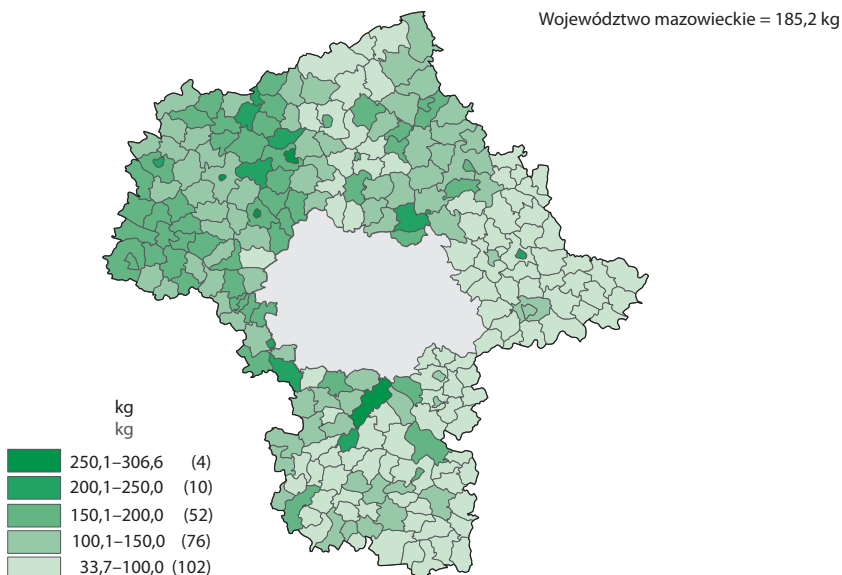 Województwo mazowieckie = 185,2 kg
kg
kg
250,1–306,6 (4)
200,1–250,0 (10)
150,1–200,0 (52)
100,1–150,0 (76)
33,7–100,0 (102)